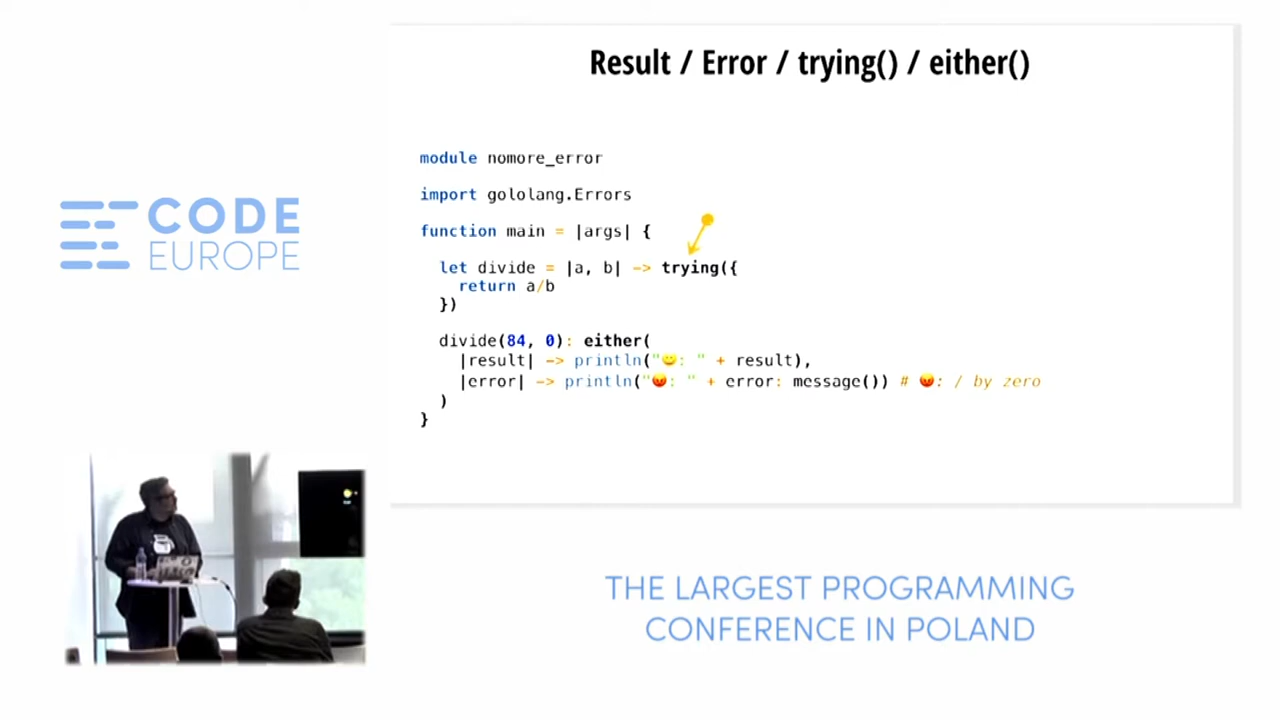 Result / Error / trying() / either()
module nomore_error
import gololang.Errors
function main = |args| {
let divide = |a, b| -> trying({
return a/b
})
divide(84, 0): either(
|result| -> println("😀: " + result),
|error| -> println("😡: " + error: message()) # 😡: / by zero
)
}
CODE
EUROPE
THE LARGEST PROGRAMMING
CONFERENCE IN POLAND